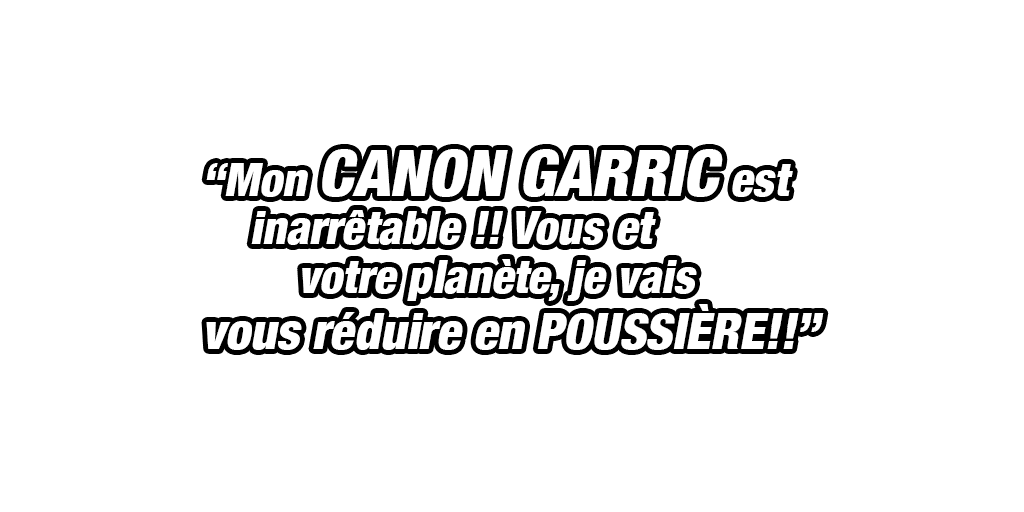 “Mon CANON GARRIC est
inarrêtable !! Vous et
votre planète, je vais
vous réduire en POUSSIÈRE!!”